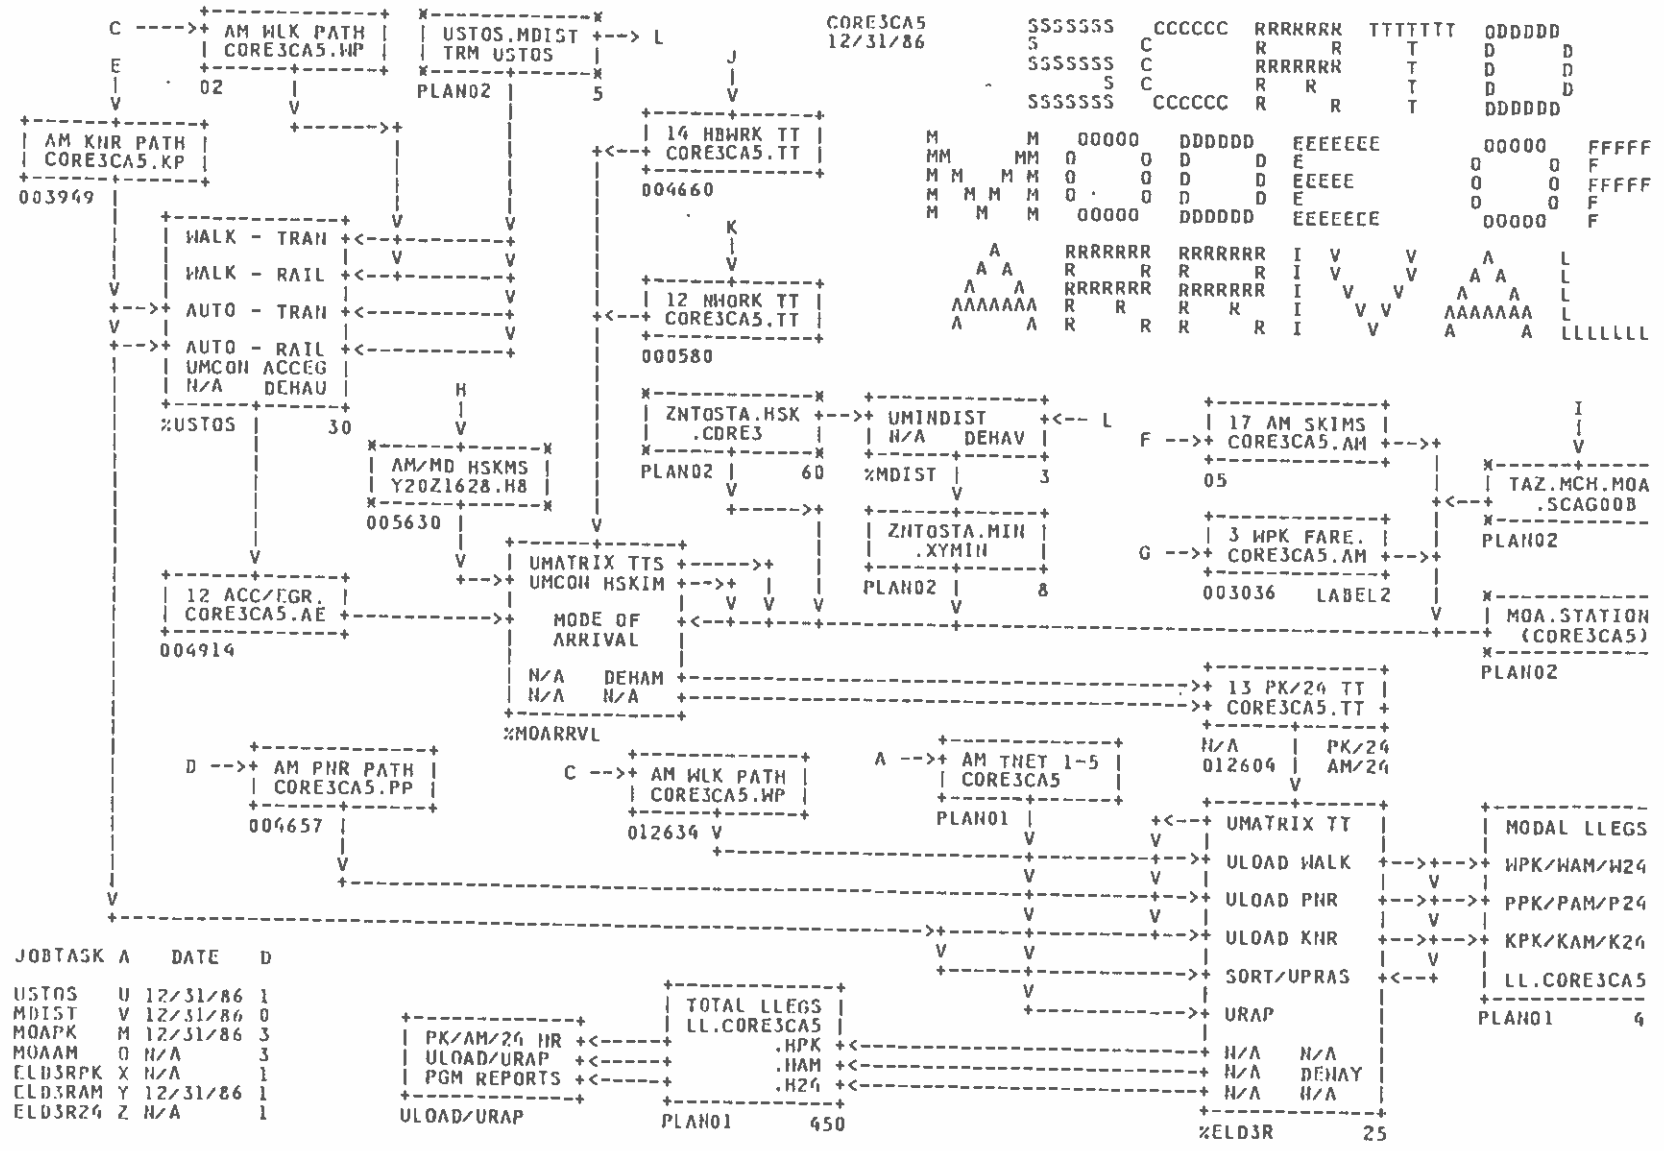 C
AM WLK PATH
CORE3CA5.WP
02
USTOS.MDIST
TRM USTOS
PLAN02 5
L
CORE3CA5
12/31/86
SCRTD
MODE OF
ARRIVAL
E
AM KNR PATH
CORE3CA5.KP
003949
J
14 HBWRK TT
CORE3CA5.TT
004660
K
12 NWORK TT
CORE3CA5.TT
000580
WALK - TRAN
WALK - RAIL
AUTO - TRAN
AUTO - RAIL
UMCON ACCEG
N/A DEHAU
%USTOS 30
H
AM/MD HSKMS
Y20Z1628.H8
005630
ZNTOSTA.HSK
.CORE3
PLAN02 60
UMINDIST
N/A DEHAV
%MDIST 3
L
F
17 AM SKIMS
CORE3CA5.AM
05
I
TAZ.MCH.MOA
.SCAG00B
PLAN02
ZNTOSTA.MIN
.XYMIN
PLAN02 8
G
3 WPK FARE.
CORE3CA5.AM
003036 LABEL2
MOA.STATION
(CORE3CA5)
PLAN02
12 ACC/EGR.
CORE3CA5.AE
004914
UMATRIX TTS
UMCON HSKIM
MODE OF
ARRIVAL
N/A DEHAM
N/A N/A
%MOARRVL
13 PK/24 TT
CORE3CA5.TT
N/A PK/24
012604 AM/24
D
AM PNR PATH
CORE3CA5.PP
004657
C
AM WLK PATH
CORE3CA5.WP
012634
A
AM TNET 1-5
CORE3CA5
PLAN01
UMATRIX TT
ULOAD WALK
ULOAD PNR
ULOAD KNR
SORT/UPRAS
URAP
N/A N/A
N/A DEHAY
N/A N/A
%ELD3R 25
MODAL LLEGS
WPK/WAM/W24
PPK/PAM/P24
KPK/KAM/K24
LL.CORE3CA5
PLAN01 4
JOBTASK A DATE D
USTOS U 12/31/86 1
MDIST V 12/31/86 0
MOAPK M 12/31/86 3
MOAAM O N/A 3
ELD3RPK X N/A 1
ELD3RAM Y 12/31/86 1
ELD3R24 Z N/A 1
PK/AM/24 HR
ULOAD/URAP
PGM REPORTS
ULOAD/URAP
TOTAL LLEGS
LL.CORE3CA5
.HPK
.HAM
.H24
PLAN01 450